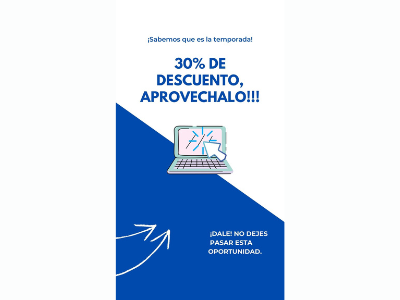 ¡Sabemos que es la temporada!
30% DE
DESCUENTO,
APROVECHALO!!!
¡DALE! NO DEJES
PASAR ESTA
OPORTUNIDAD.